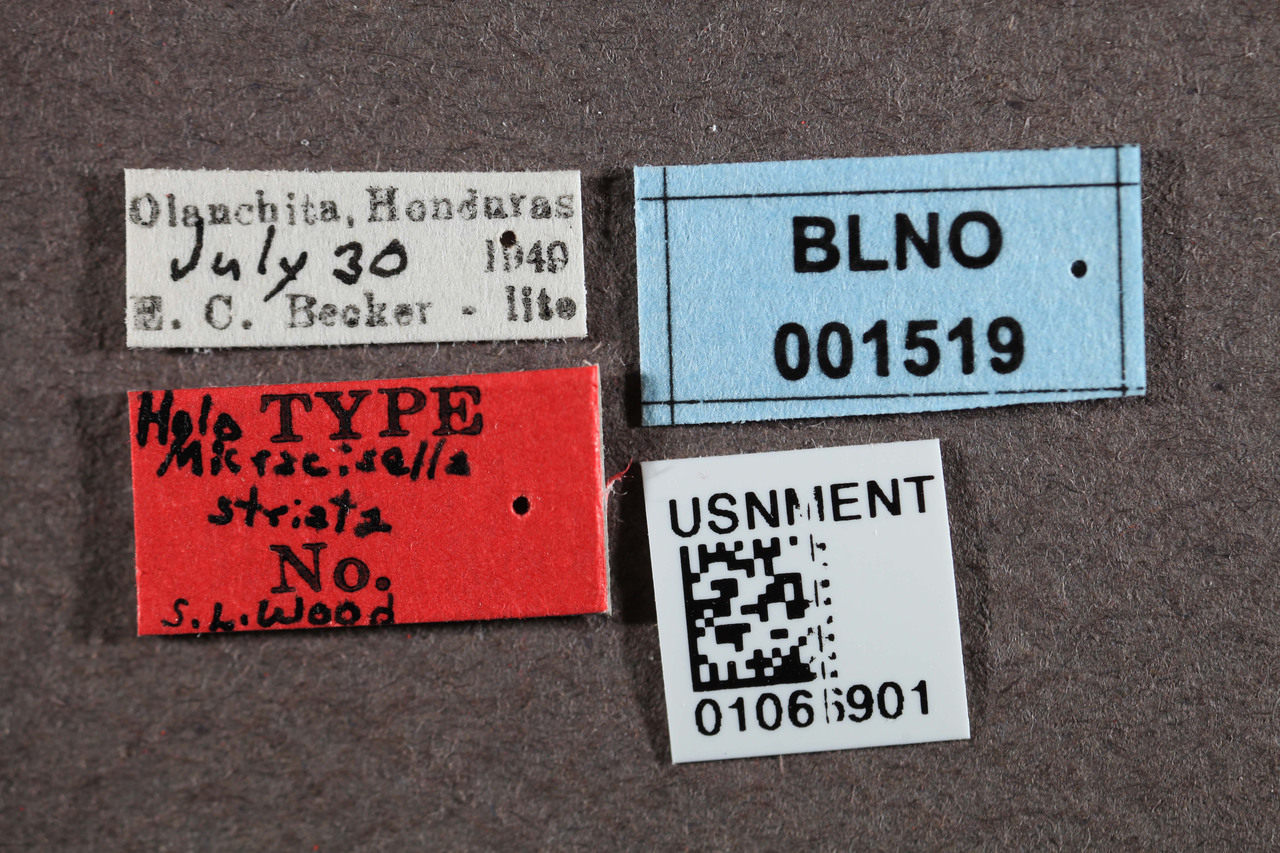 Olanchita, Honduras
July 30 1949
E. C. Becker - lite
BLNO
001519
Holo TYPE
Micracisella
striata
No.
S.L.Wood
USNMENT
01066901